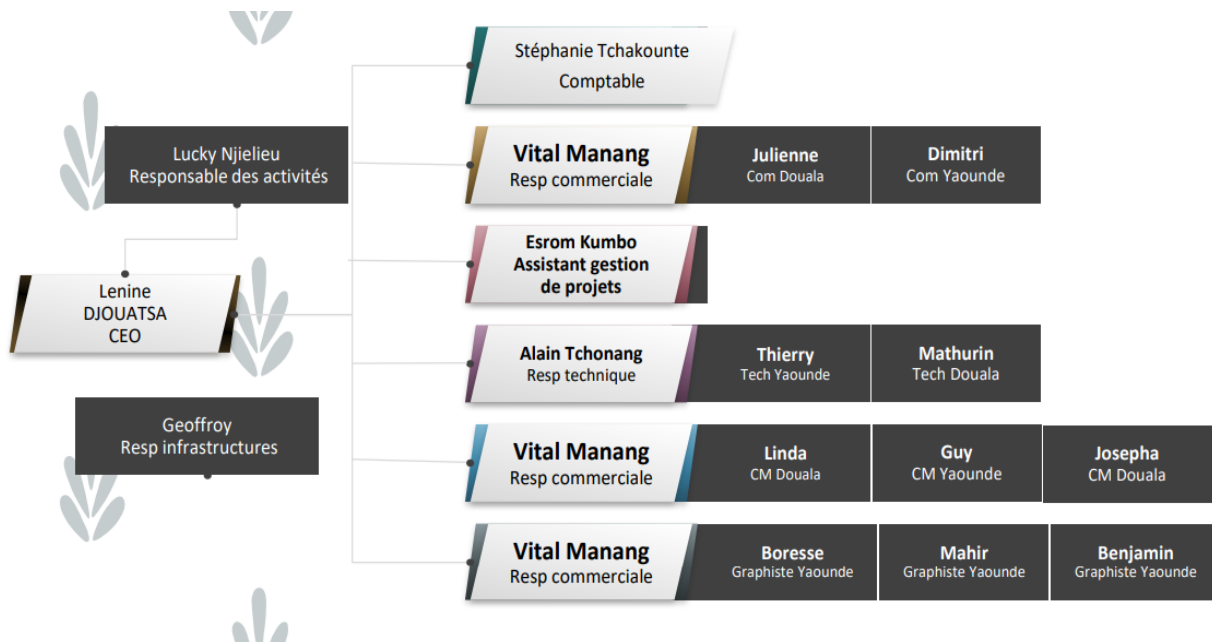 Stéphanie Tchakounte
Comptable
Lucky Njielieu
Responsable des activités
Vital Manang
Resp commerciale
Julienne
Com Douala
Dimitri
Com Yaounde
Esrom Kumbo
Assistant gestion
de projets
Lenine
DJOUATSA
CEO
Alain Tchonang
Resp technique
Thierry
Tech Yaounde
Mathurin
Tech Douala
Geoffroy
Resp infrastructures
Vital Manang
Resp commerciale
Linda
CM Douala
Guy
CM Yaounde
Josepha
CM Douala
Vital Manang
Resp commerciale
Boresse
Graphiste Yaounde
Mahir
Graphiste Yaounde
Benjamin
Graphiste Yaounde